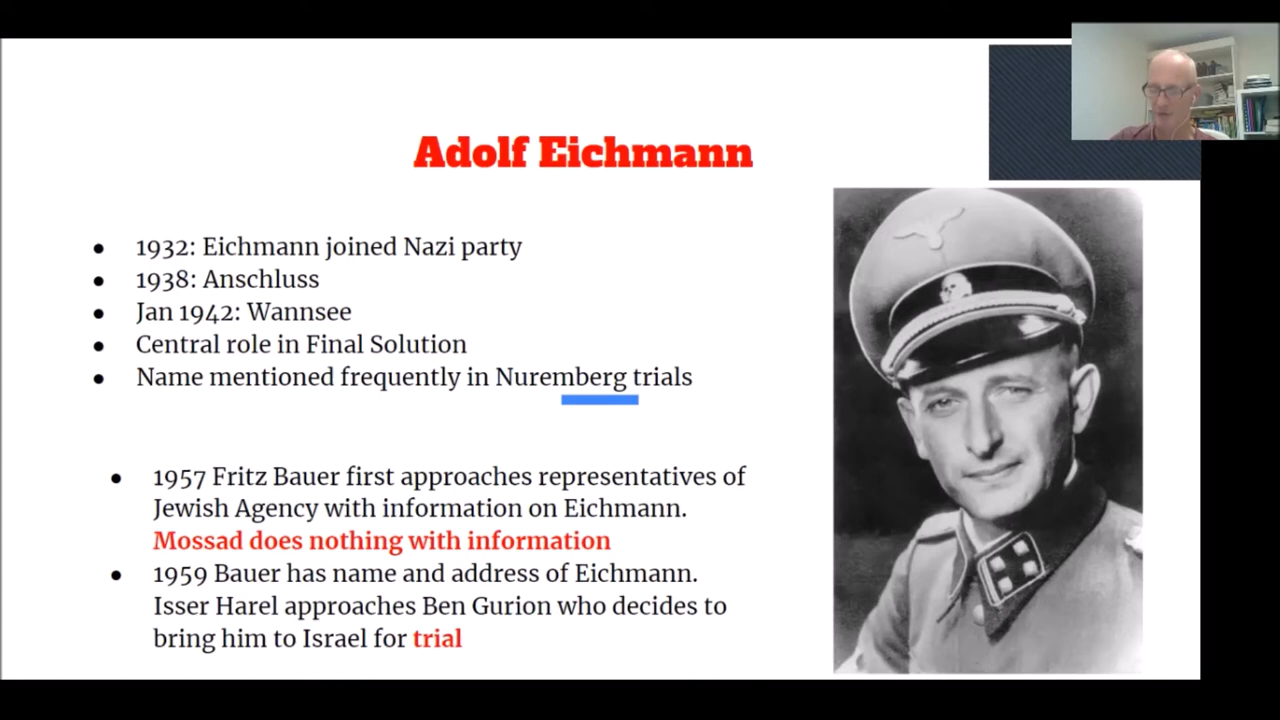 Adolf Eichmann
● 1932: Eichmann joined Nazi party
● 1938: Anschluss
● Jan 1942: Wannsee
● Central role in Final Solution
● Name mentioned frequently in Nuremberg trials
● 1957 Fritz Bauer first approaches representatives of
Jewish Agency with information on Eichmann.
Mossad does nothing with information
● 1959 Bauer has name and address of Eichmann.
Isser Harel approaches Ben Gurion who decides to
bring him to Israel for trial